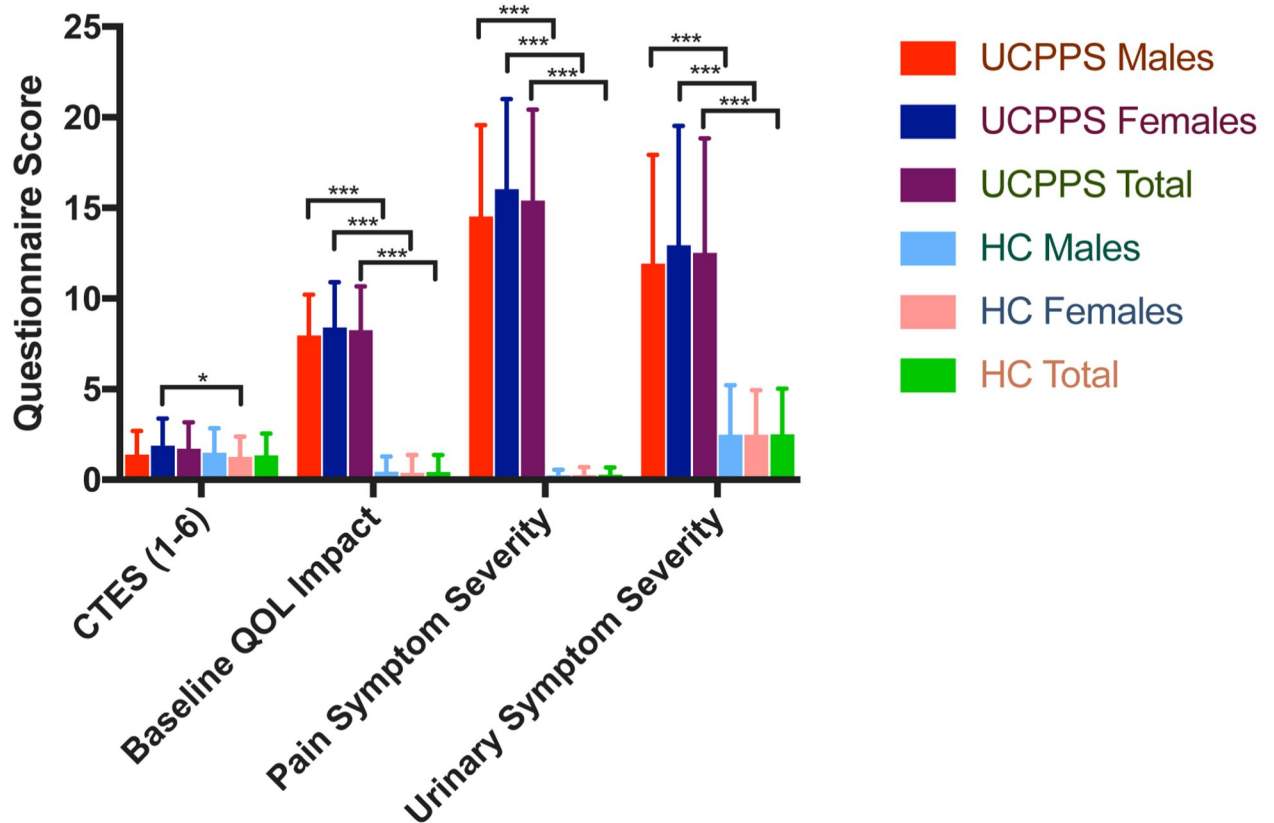 Questionnaire Score
25
20
15
10
5
0
*
***
***
***
***
***
***
***
***
***
CTES (1-6)
Baseline QOL Impact
Pain Symptom Severity
Urinary Symptom Severity
UCPPS Males
UCPPS Females
UCPPS Total
HC Males
HC Females
HC Total